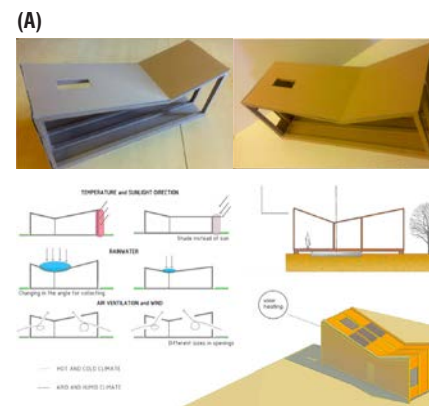 (A)
TEMPERATURE and SUNLIGHT DIRECTION
Shade instead of sun
RAINWATER
Changing in the angle for collecting
AIR VENTILATION and WIND
Different sizes in openings
HOT AND COLD CLIMATE
ARID AND HUMID CLIMATE
heating